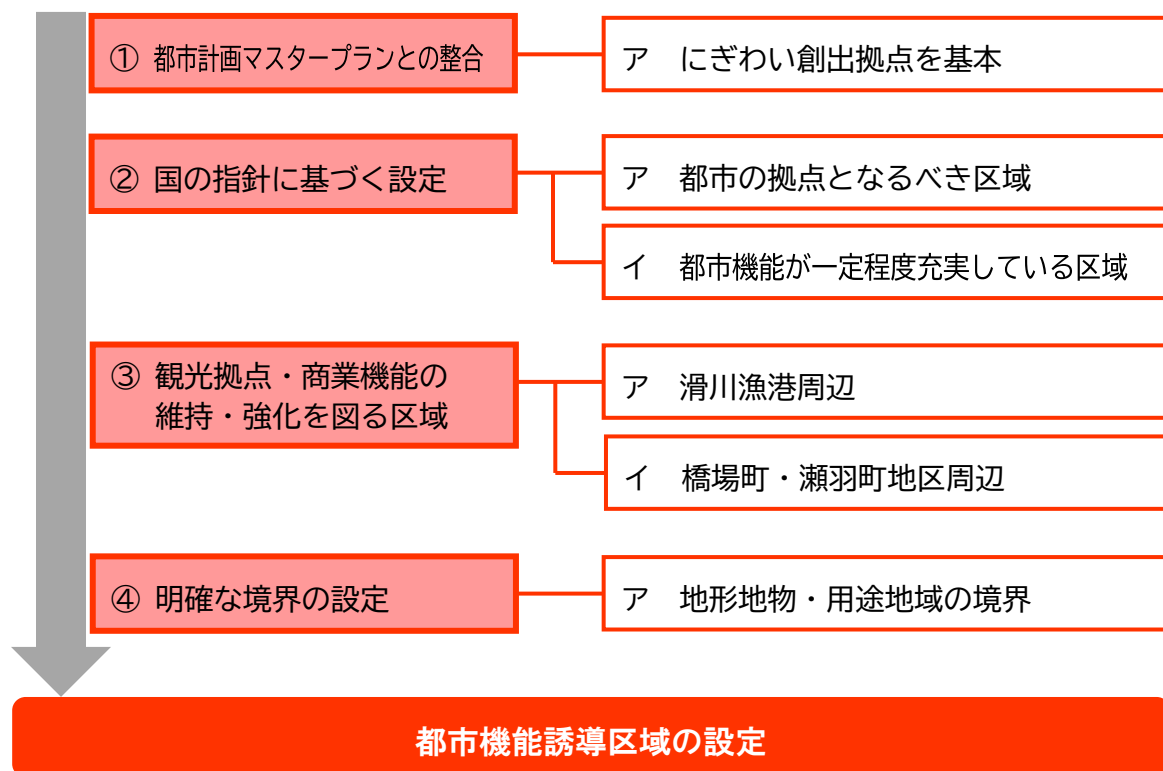 ① 都市計画マスタープランとの整合
ア にぎわい創出拠点を基本
② 国の指針に基づく設定
ア 都市の拠点となるべき区域
イ 都市機能が一定程度充実している区域
③ 観光拠点・商業機能の
維持・強化を図る区域
ア 滑川漁港周辺
イ 橋場町・瀬羽町地区周辺
④ 明確な境界の設定
ア 地形地物・用途地域の境界
都市機能誘導区域の設定